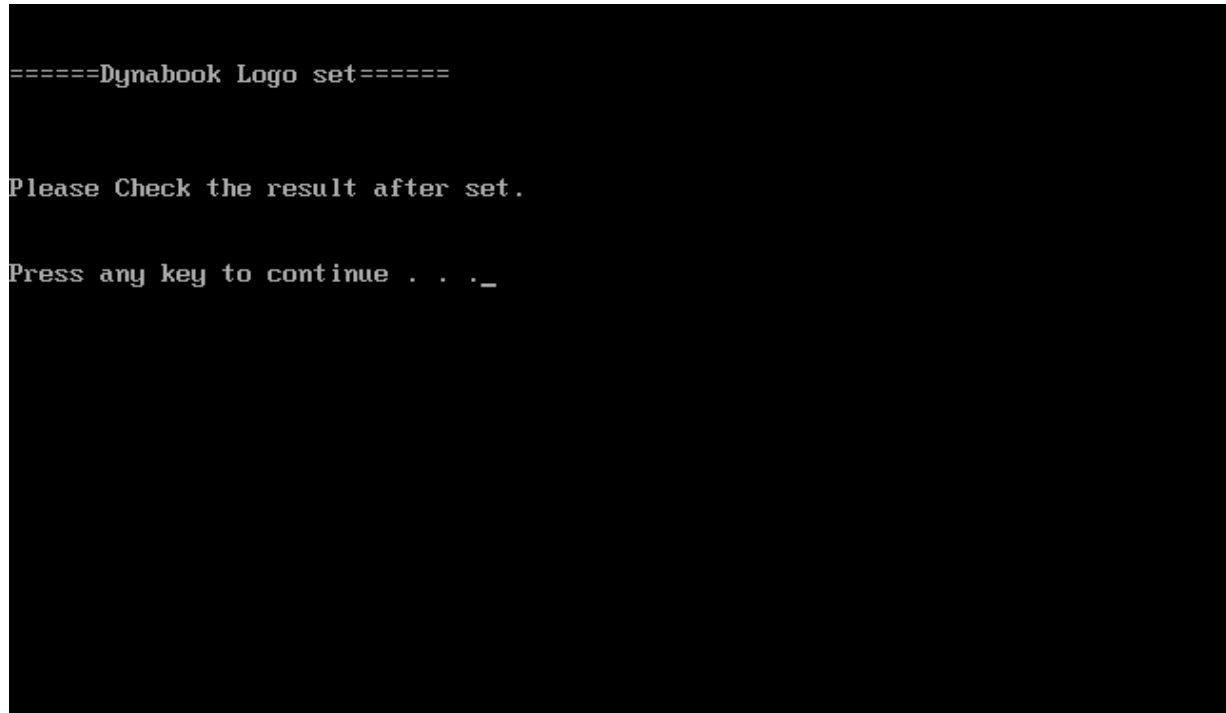 ======Dynabook Logo set======
Please Check the result after set.
Press any key to continue . . ._